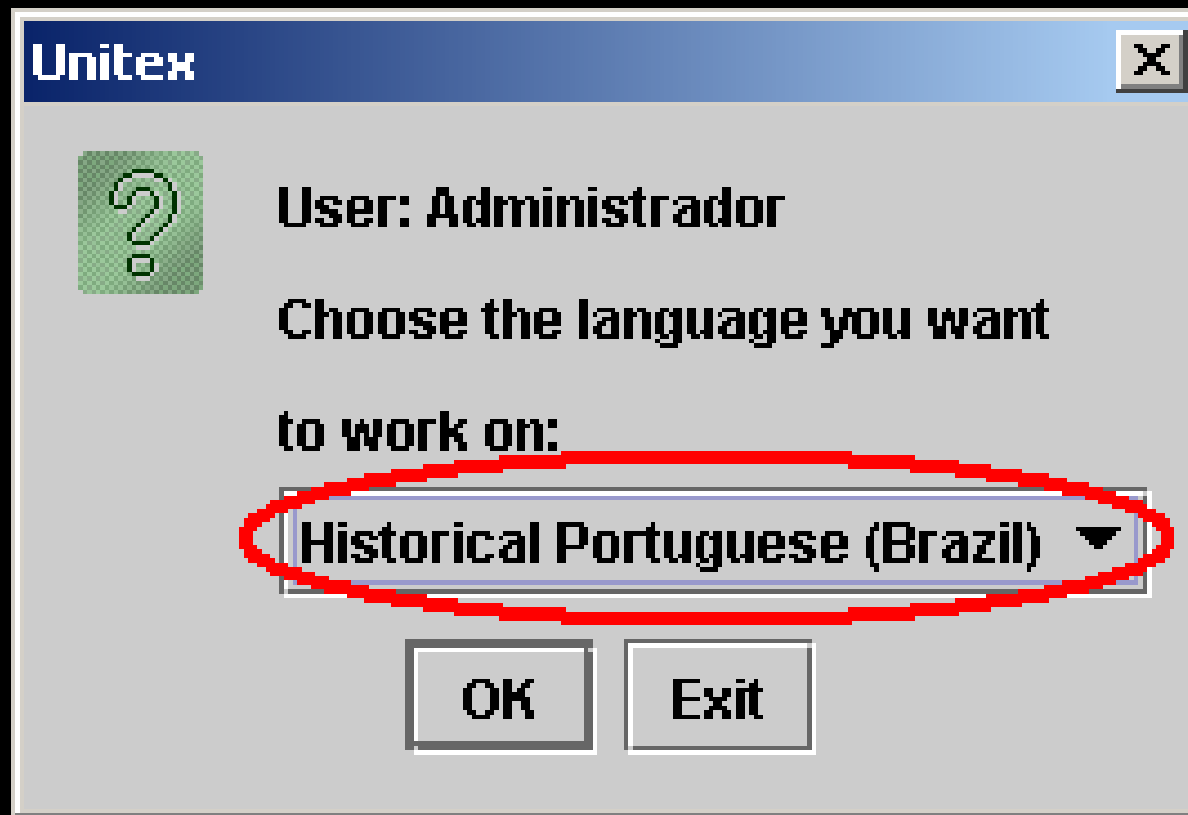 Unitex
User: Administrador
Choose the language you want
to work on:
Historical Portuguese (Brazil)
OK Exit